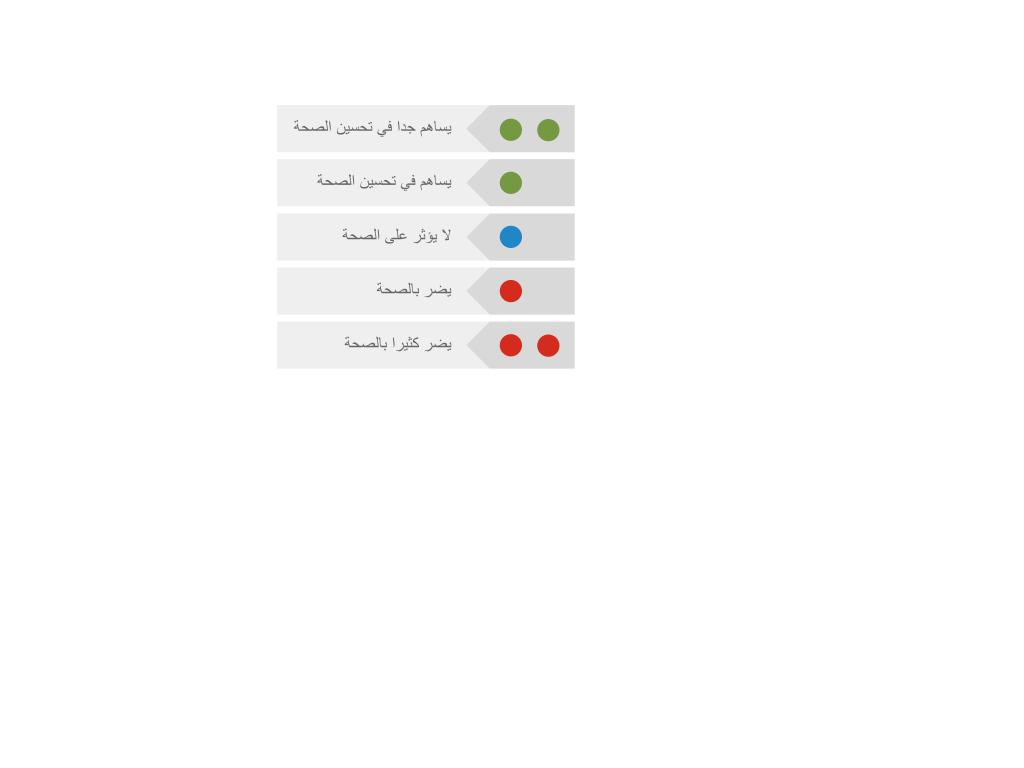 يساهم جدا في تحسين الصحة
يساهم في تحسين الصحة
لا يؤثر على الصحة
يضر بالصحة
يضر كثيرا بالصحة